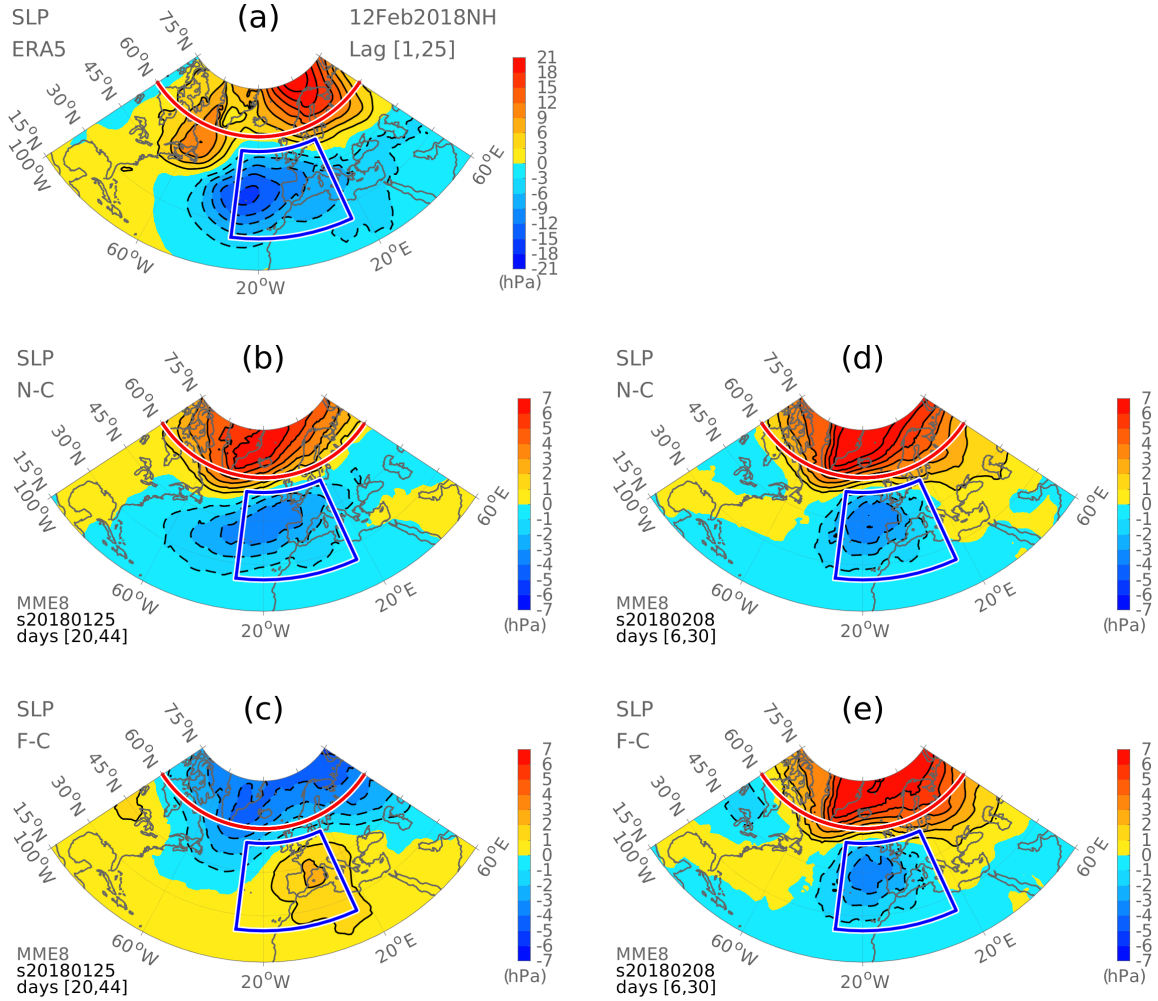 SLP
(a)
12Feb2018NH
ERA5
Lag [1,25]
75°N
60°N
45°N
30°N
15°N
100°W
60°W
20°W
20°E
60°E
21
18
15
12
9
6
3
0
-3
-6
-9
-12
-15
-18
-21
(hPa)
SLP
(b)
N-C
75°N
60°N
45°N
30°N
15°N
100°W
60°W
20°W
20°E
60°E
7
6
5
4
3
2
1
0
-1
-2
-3
-4
-5
-6
-7
(hPa)
MME8
s20180125
days [20,44]
SLP
(d)
N-C
75°N
60°N
45°N
30°N
15°N
100°W
60°W
20°W
20°E
60°E
7
6
5
4
3
2
1
0
-1
-2
-3
-4
-5
-6
-7
(hPa)
MME8
s20180208
days [6,30]
SLP
(c)
F-C
75°N
60°N
45°N
30°N
15°N
100°W
60°W
20°W
20°E
60°E
7
6
5
4
3
2
1
0
-1
-2
-3
-4
-5
-6
-7
(hPa)
MME8
s20180125
days [20,44]
SLP
(e)
F-C
75°N
60°N
45°N
30°N
15°N
100°W
60°W
20°W
20°E
60°E
7
6
5
4
3
2
1
0
-1
-2
-3
-4
-5
-6
-7
(hPa)
MME8
s20180208
days [6,30]